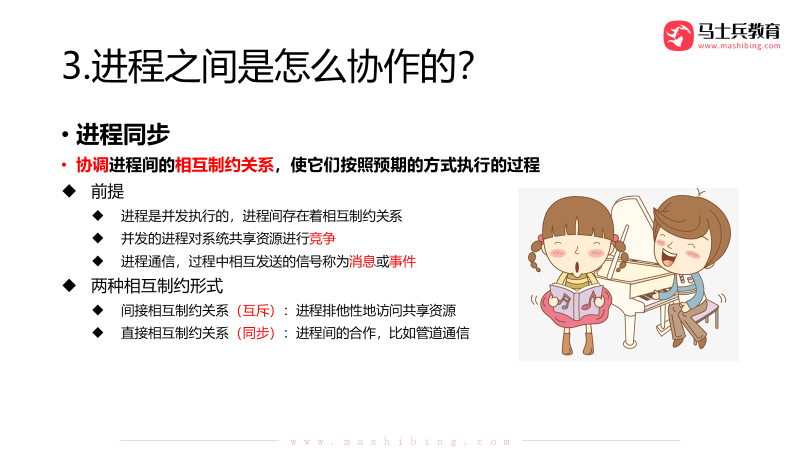 马士兵教育
www.mashibing.com
3.进程之间是怎么协作的？
• 进程同步
• 协调进程间的相互制约关系，使它们按照预期的方式执行的过程
◆ 前提
◆ 进程是并发执行的，进程间存在着相互制约关系
◆ 并发的进程对系统共享资源进行竞争
◆ 进程通信，过程中相互发送的信号称为消息或事件
◆ 两种相互制约形式
◆ 间接相互制约关系（互斥）：进程排他性地访问共享资源
◆ 直接相互制约关系（同步）：进程间的合作，比如管道通信
www.mashibing.com